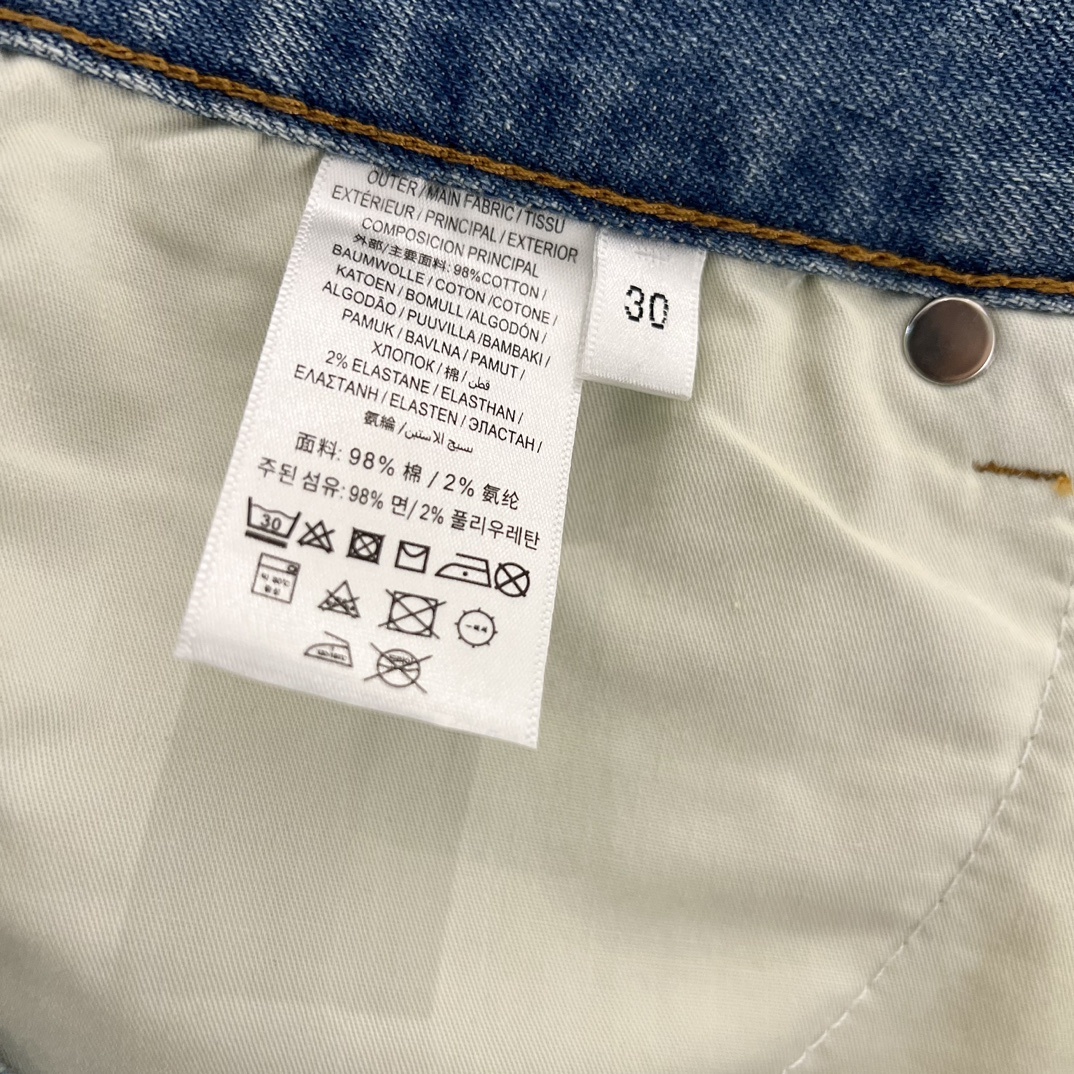 OUTER / MAIN FABRIC / TISSU
EXTÉRIEUR / PRINCIPAL / EXTERIOR
COMPOSICION PRINCIPAL
外部/主要面料: 98%COTTON /
BAUMWOLLE / COTON /COTONE /
KATOEN / BOMULL /ALGODÓN /
ALGODÃO / PUUVILLA /BAMBAKI /
PAMUK / BAVLNA / PAMUT /
ХЛОПОК / 棉 / قطن
2% ELASTANE / ELASTHAN /
ΕΛΑΣΤΑΝΗ / ELASTEN / ЭЛАСТАН /
氨綸 /
面料: 98% 棉 / 2% 氨纶
주된 섬유: 98% 면/ 2% 폴리우레탄
30
30